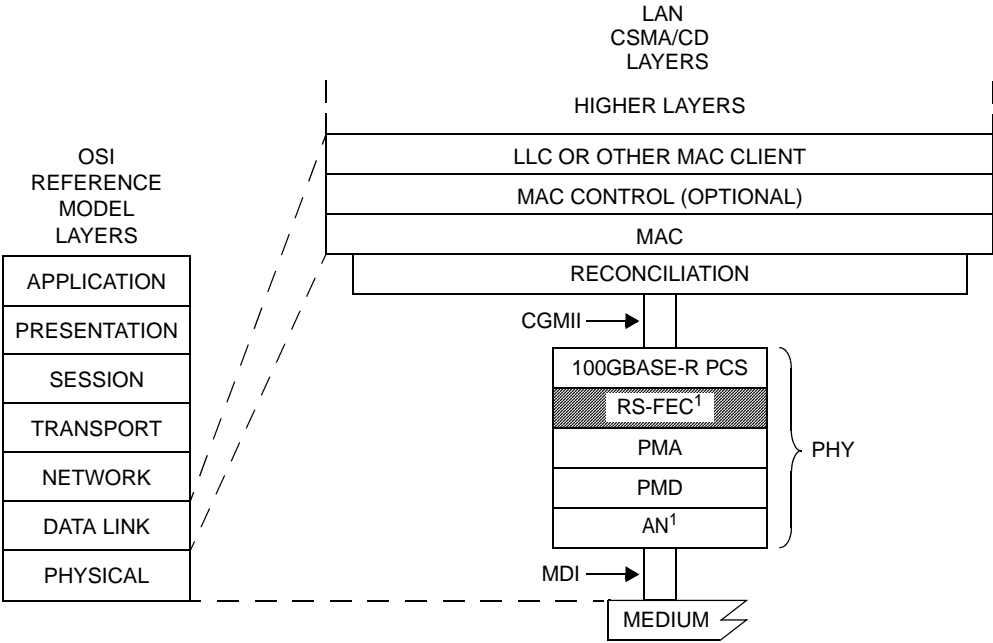 LAN
CSMA/CD
LAYERS
HIGHER LAYERS
OSI
REFERENCE
MODEL
LAYERS
LLC OR OTHER MAC CLIENT
MAC CONTROL (OPTIONAL)
MAC
RECONCILIATION
APPLICATION
PRESENTATION
SESSION
TRANSPORT
NETWORK
DATA LINK
PHYSICAL
CGMII
100GBASE-R PCS
RS-FEC1
PMA
PMD
AN1
PHY
MDI
MEDIUM